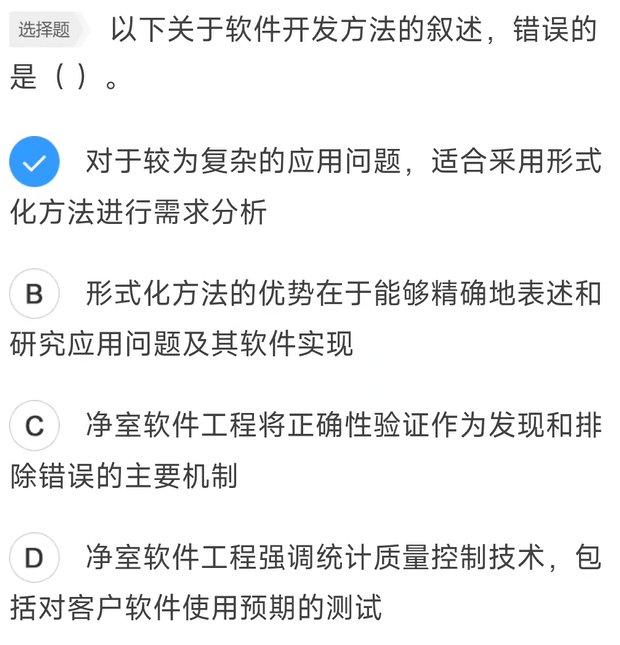 选择题 以下关于软件开发方法的叙述，错误的
是（ ）。
对于较为复杂的应用问题，适合采用形式
化方法进行需求分析
B 形式化方法的优势在于能够精确地表述和
研究应用问题及其软件实现
C 净室软件工程将正确性验证作为发现和排
除错误的主要机制
D 净室软件工程强调统计质量控制技术，包
括对客户软件使用预期的测试